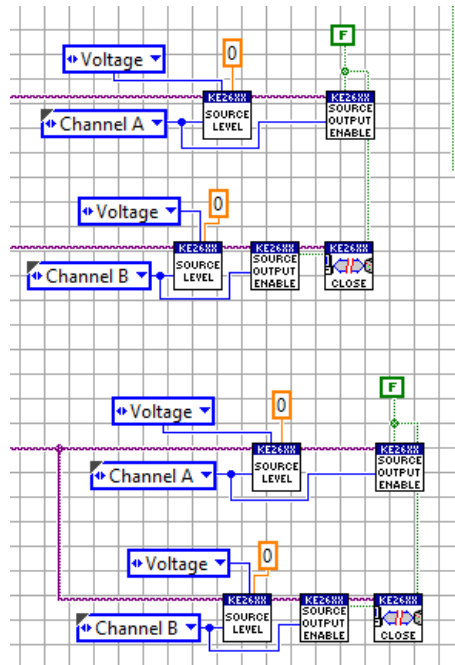 F
0
Voltage
KE26XX
SOURCE
LEVEL
KE26XX
SOURCE
OUTPUT
ENABLE
Channel A
0
Voltage
KE26XX
SOURCE
LEVEL
KE26XX
SOURCE
OUTPUT
ENABLE
KE26XX
CLOSE
Channel B
F
0
Voltage
KE26XX
SOURCE
LEVEL
KE26XX
SOURCE
OUTPUT
ENABLE
Channel A
0
Voltage
KE26XX
SOURCE
LEVEL
KE26XX
SOURCE
OUTPUT
ENABLE
KE26XX
CLOSE
Channel B